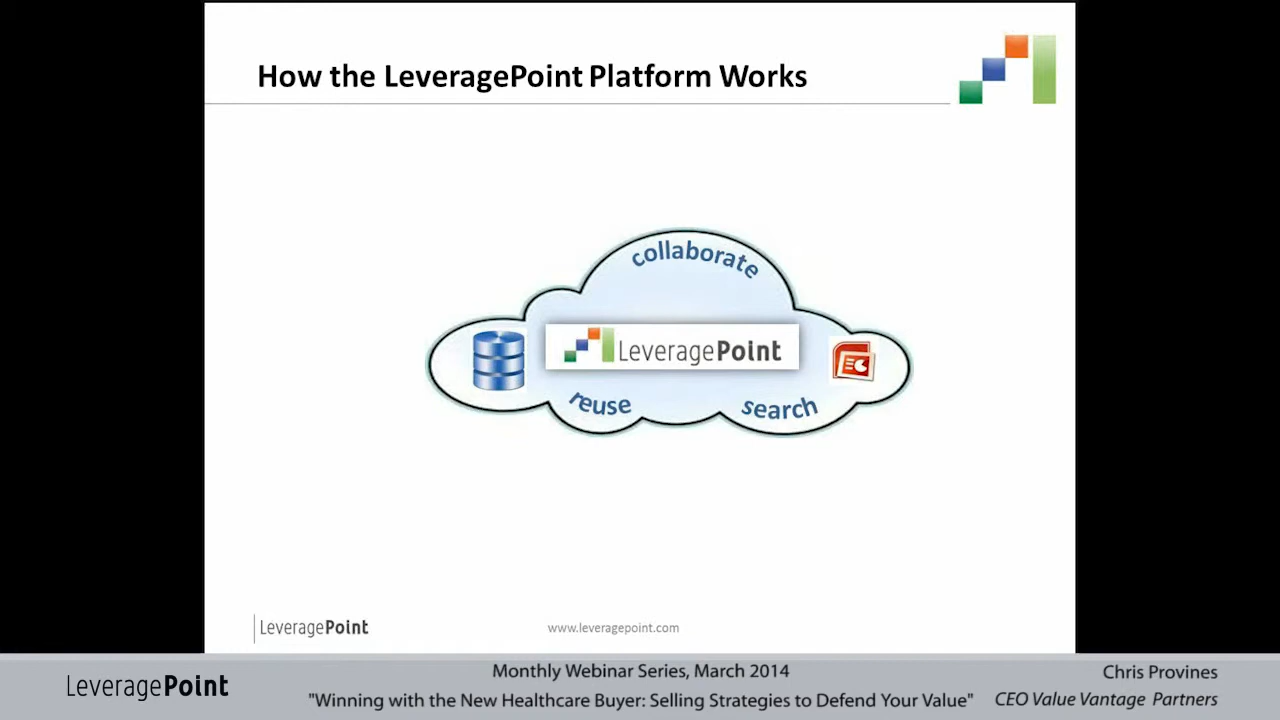 How the LeveragePoint Platform Works
collaborate
LeveragePoint
reuse
search
LeveragePoint
www.leveragepoint.com
LeveragePoint
Monthly Webinar Series, March 2014
"Winning with the New Healthcare Buyer: Selling Strategies to Defend Your Value"
Chris Provines
CEO Value Vantage Partners